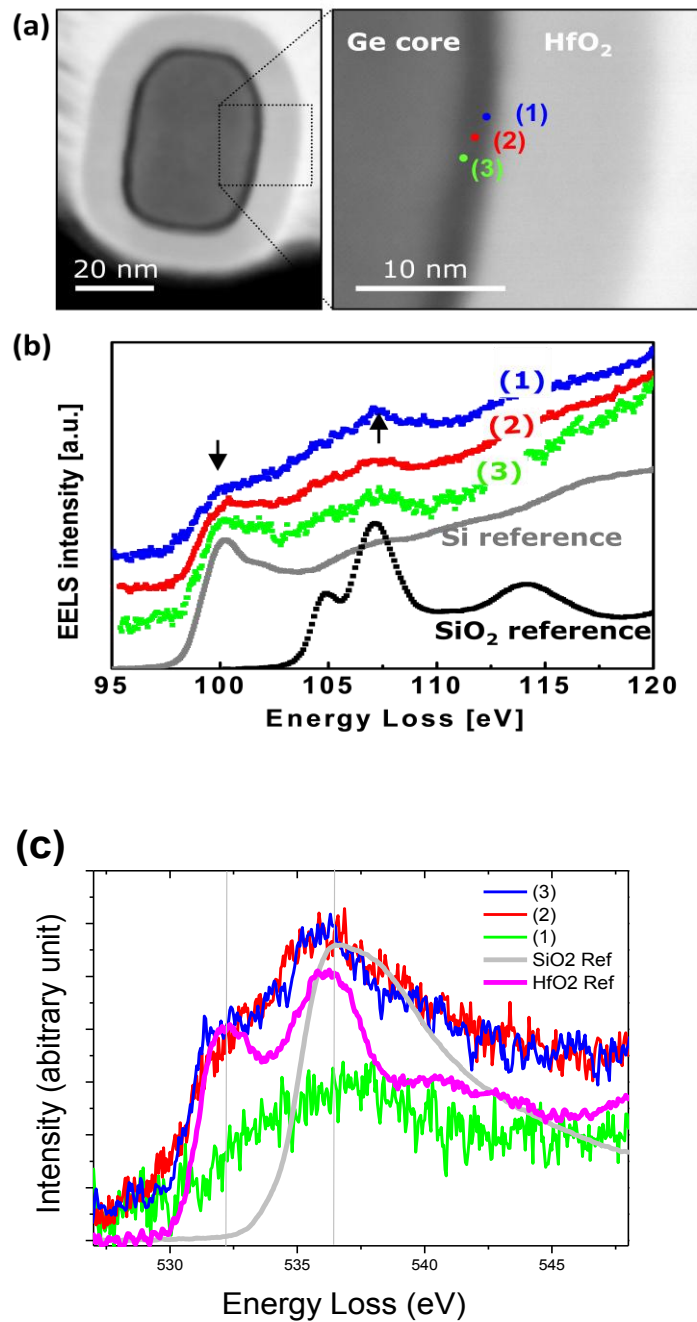 (a)
Ge core
HfO₂
(1)
(2)
(3)
20 nm
10 nm
(b)
EELS intensity [a.u.]
(1)
(2)
(3)
Si reference
SiO₂ reference
95 100 105 110 115 120
Energy Loss [eV]
(c)
Intensity (abitrary unit)
(3)
(2)
(1)
SiO2 Ref
HfO2 Ref
530 535 540 545
Energy Loss (eV)